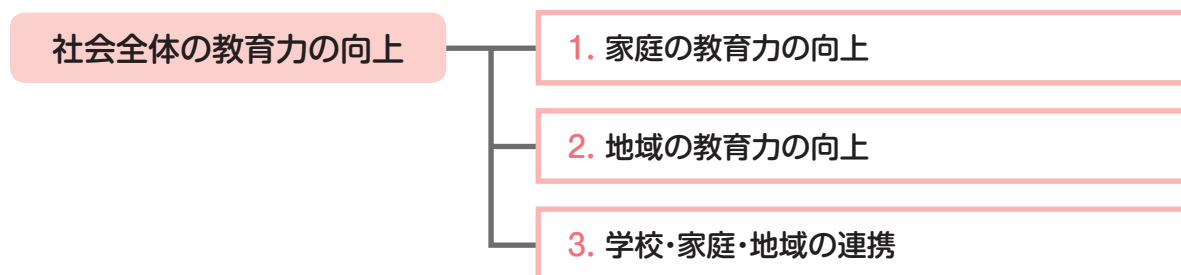 社会全体の教育力の向上
1. 家庭の教育力の向上
2. 地域の教育力の向上
3. 学校・家庭・地域の連携